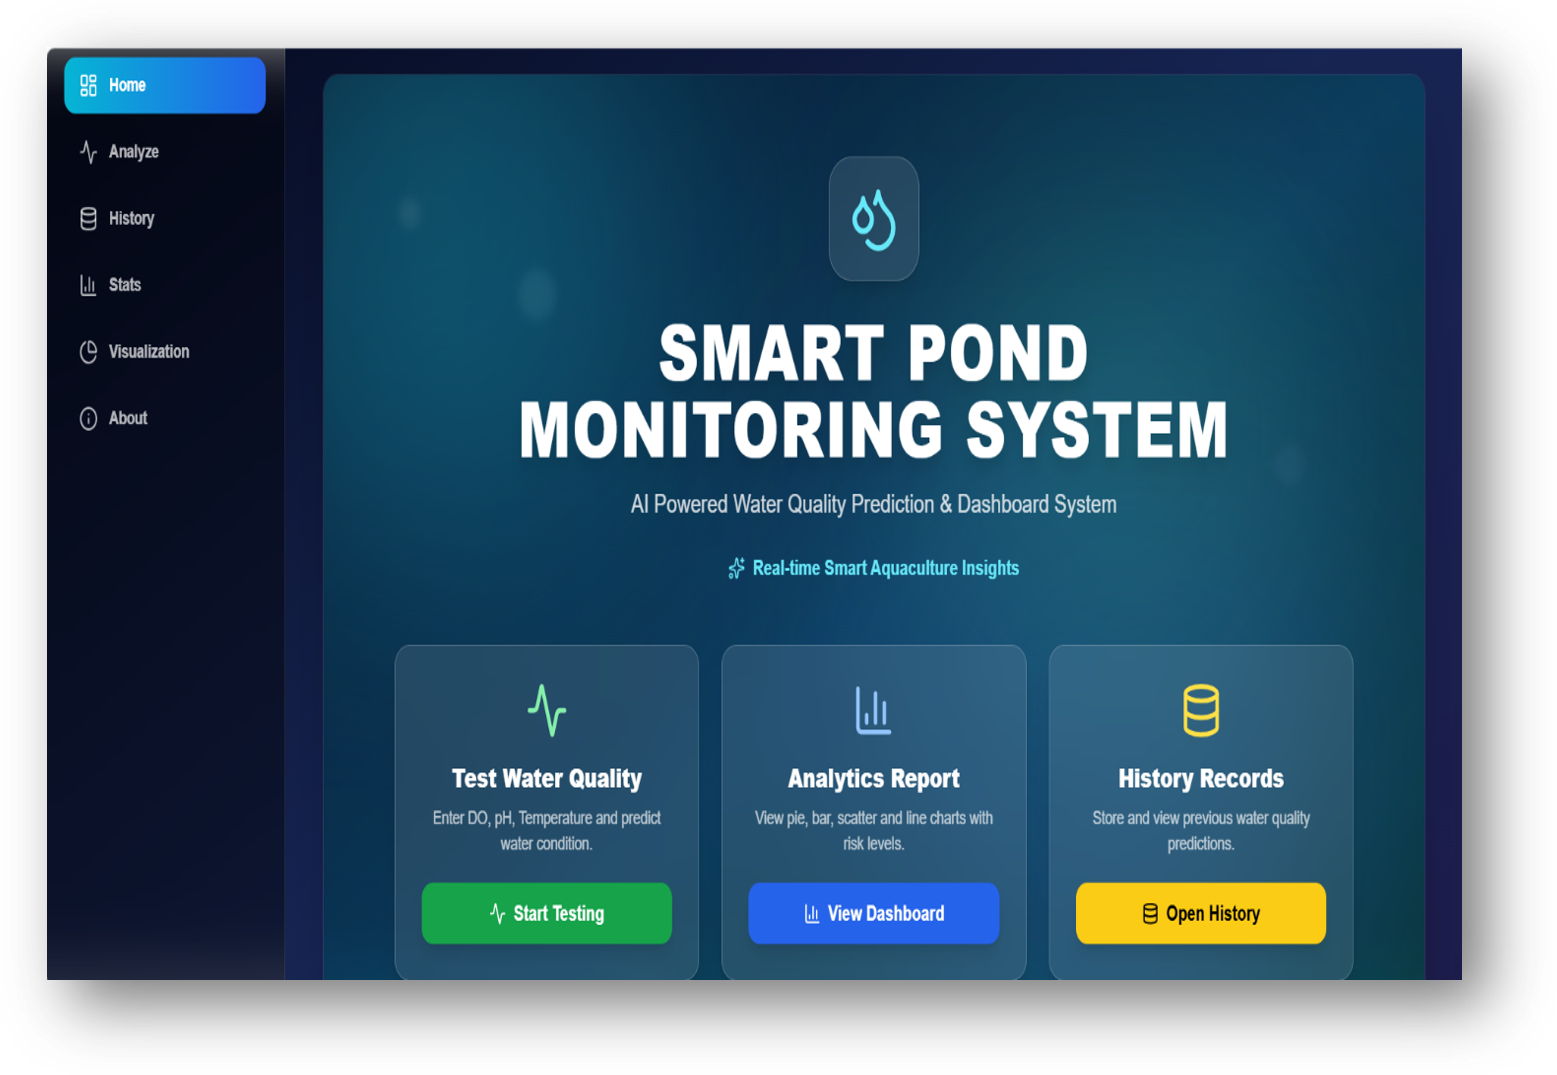 Home
Analyze
History
Stats
Visualization
About
SMART POND
MONITORING SYSTEM
AI Powered Water Quality Prediction & Dashboard System
Real-time Smart Aquaculture Insights
Test Water Quality
Enter DO, pH, Temperature and predict
water condition.
Start Testing
Analytics Report
View pie, bar, scatter and line charts with
risk levels.
View Dashboard
History Records
Store and view previous water quality
predictions.
Open History